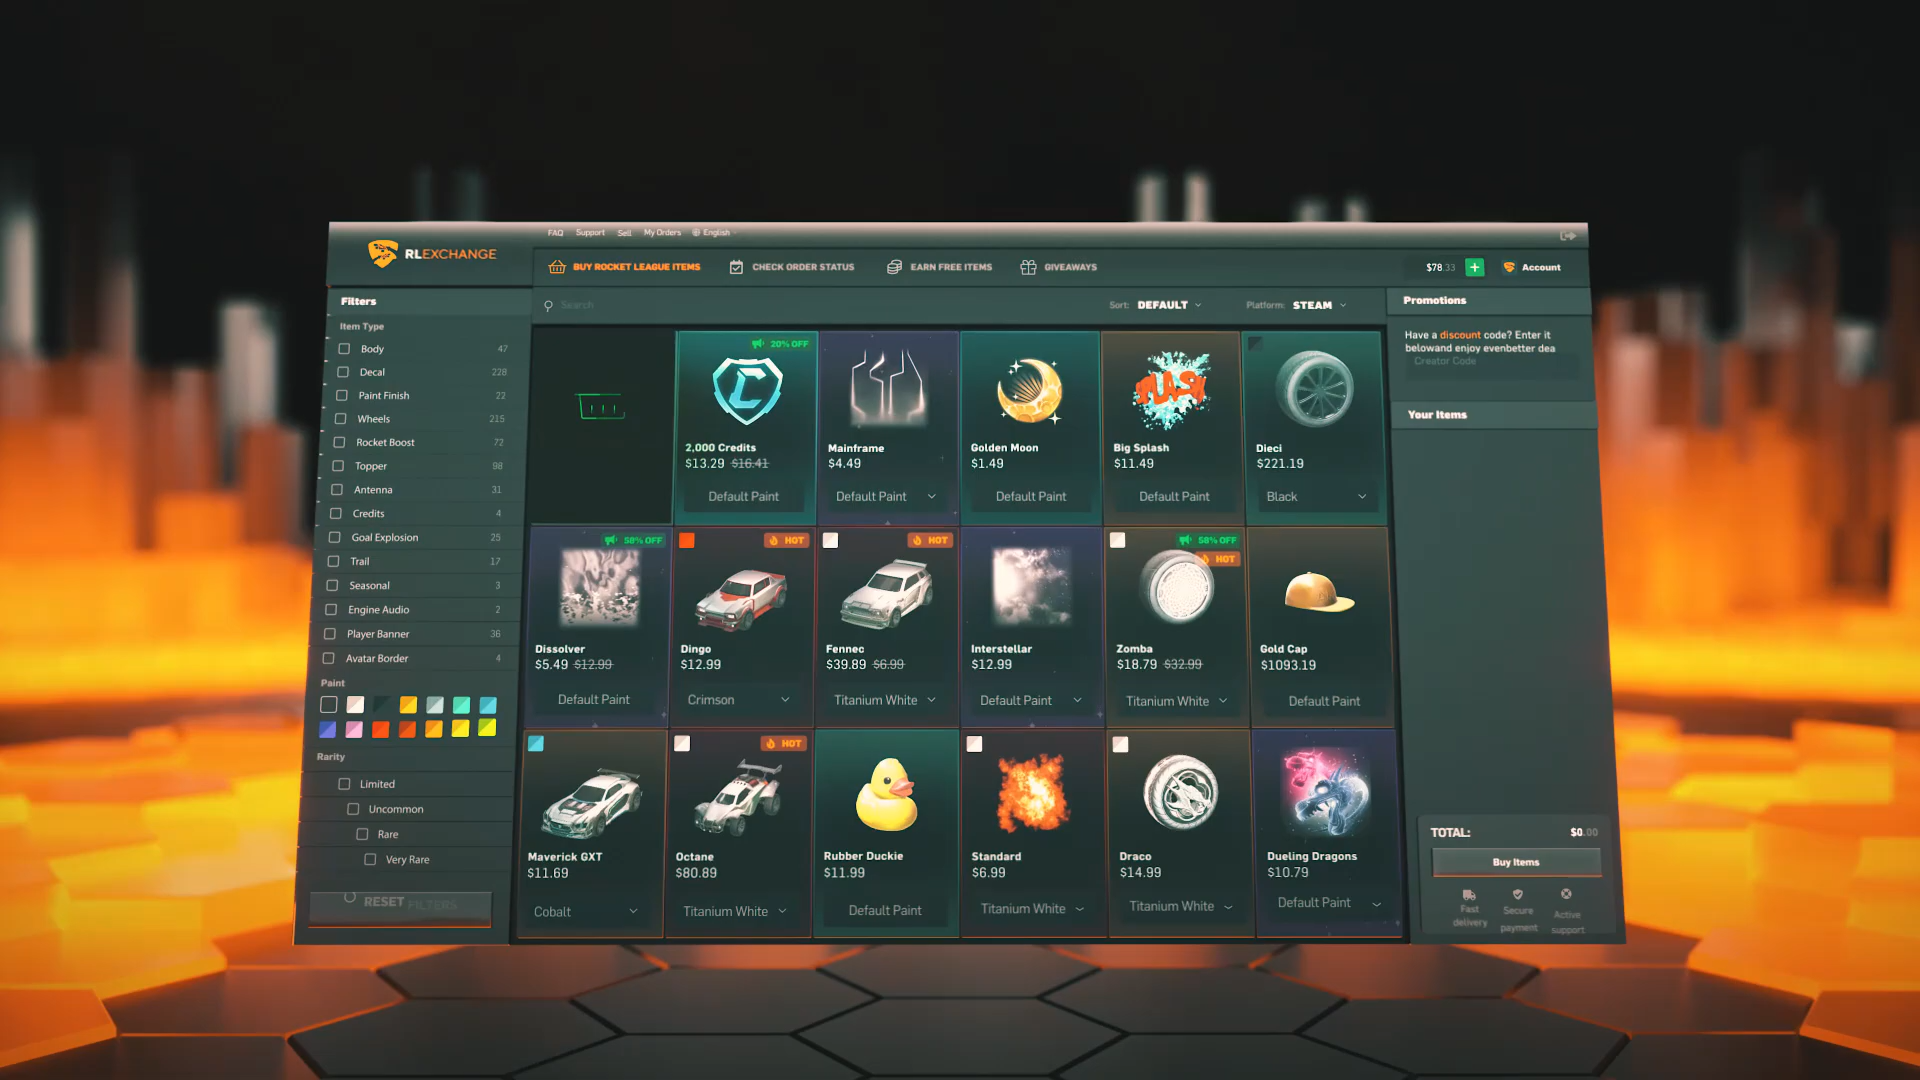 FAQ Support Sell My Orders English
RLEXCHANGE
BUY ROCKET LEAGUE ITEMS CHECK ORDER STATUS EARN FREE ITEMS GIVEAWAYS
$78.33 + Account
Filters
Search
Sort: DEFAULT
Platform: STEAM
Promotions
Item Type
Body 47
Decal 228
Paint Finish 22
Wheels 215
Rocket Boost 72
Topper 98
Antenna 31
Credits 4
Goal Explosion 25
Trail 17
Seasonal 3
Engine Audio 2
Player Banner 36
Avatar Border 4
Paint
Rarity
Limited
Uncommon
Rare
Very Rare
RESET FILTERS
20% OFF
2,000 Credits
$13.29 $16.41
Default Paint
Mainframe
$4.49
Default Paint
Golden Moon
$1.49
Default Paint
SPLASH
Big Splash
$11.49
Default Paint
Dieci
$221.19
Black
58% OFF
Dissolver
$5.49 $12.99
Default Paint
HOT
Dingo
$12.99
Crimson
HOT
Fennec
$39.89 $6.99
Titanium White
Interstellar
$12.99
Default Paint
58% OFF
HOT
Zomba
$18.79 $32.99
Titanium White
Gold Cap
$1093.19
Default Paint
Maverick GXT
$11.69
Cobalt
HOT
Octane
$80.89
Titanium White
Rubber Duckie
$11.99
Default Paint
Standard
$6.99
Titanium White
Draco
$14.99
Titanium White
Dueling Dragons
$10.79
Default Paint
Have a discount code? Enter it
belowand enjoy evenbetter dea
Creator Code
Your Items
TOTAL: $0.00
Buy Items
Fast
delivery
Secure
payment
Active
support